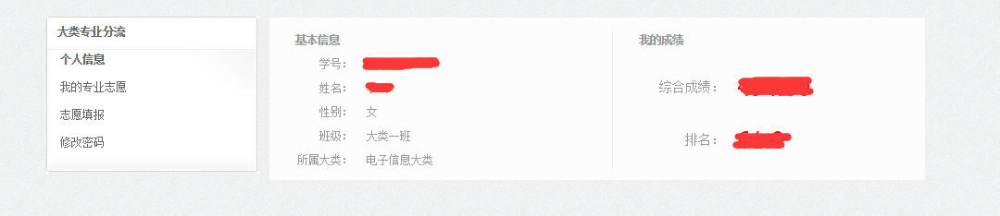 大类专业分流
个人信息
我的专业志愿
志愿填报
修改密码
基本信息
学号：
姓名：
性别： 女
班级： 大类一班
所属大类： 电子信息大类
我的成绩
综合成绩：
排名：